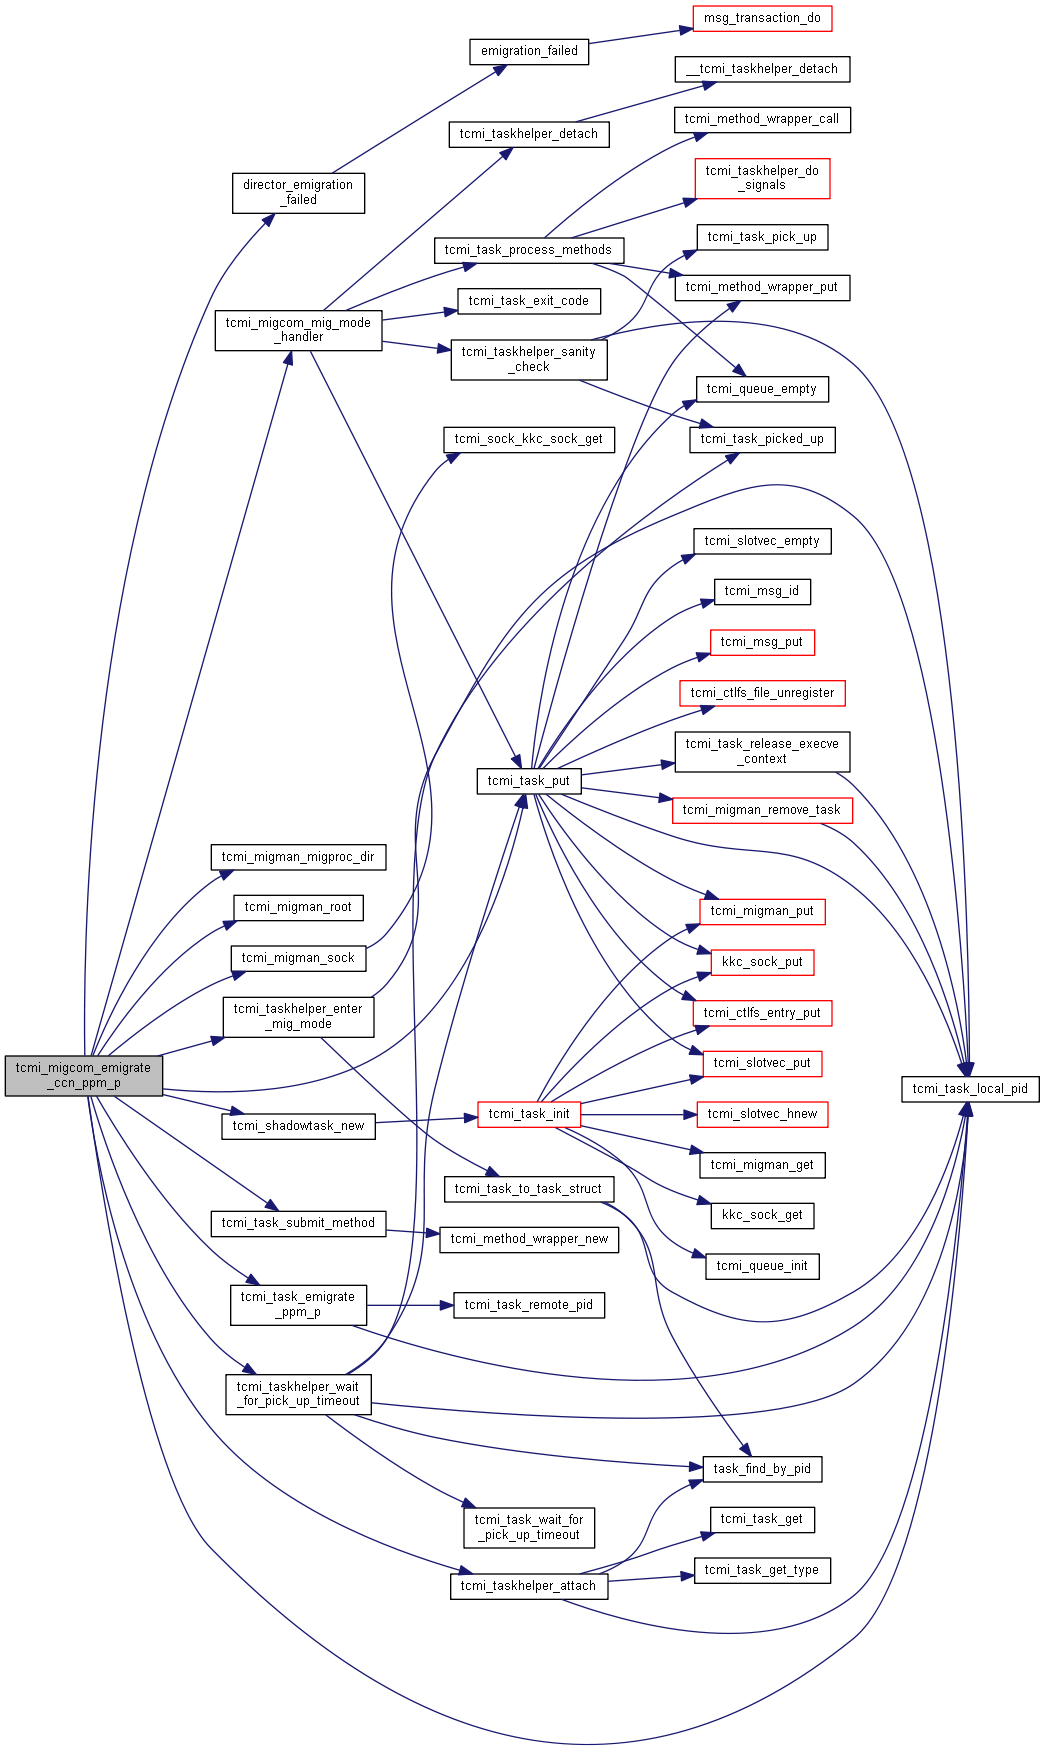 msg_transaction_do
emigration_failed
__tcmi_taskhelper_detach
tcmi_method_wrapper_call
tcmi_taskhelper_detach
tcmi_taskhelper_do
_signals
director_emigration
_failed
tcmi_task_pick_up
tcmi_task_process_methods
tcmi_method_wrapper_put
tcmi_task_exit_code
tcmi_migcom_mig_mode
_handler
tcmi_taskhelper_sanity
_check
tcmi_queue_empty
tcmi_sock_kkc_sock_get
tcmi_task_picked_up
tcmi_slotvec_empty
tcmi_msg_id
tcmi_msg_put
tcmi_ctlfs_file_unregister
tcmi_task_release_execve
_context
tcmi_task_put
tcmi_migman_remove_task
tcmi_migman_migproc_dir
tcmi_migman_root
tcmi_migman_put
tcmi_migman_sock
kkc_sock_put
tcmi_taskhelper_enter
_mig_mode
tcmi_ctlfs_entry_put
tcmi_migcom_emigrate
_ccn_ppm_p
tcmi_slotvec_put
tcmi_task_local_pid
tcmi_shadowtask_new
tcmi_task_init
tcmi_slotvec_hnew
tcmi_migman_get
tcmi_task_to_task_struct
tcmi_task_submit_method
kkc_sock_get
tcmi_method_wrapper_new
tcmi_queue_init
tcmi_task_emigrate
_ppm_p
tcmi_task_remote_pid
tcmi_taskhelper_wait
_for_pick_up_timeout
task_find_by_pid
tcmi_task_wait_for
_pick_up_timeout
tcmi_task_get
tcmi_task_get_type
tcmi_taskhelper_attach